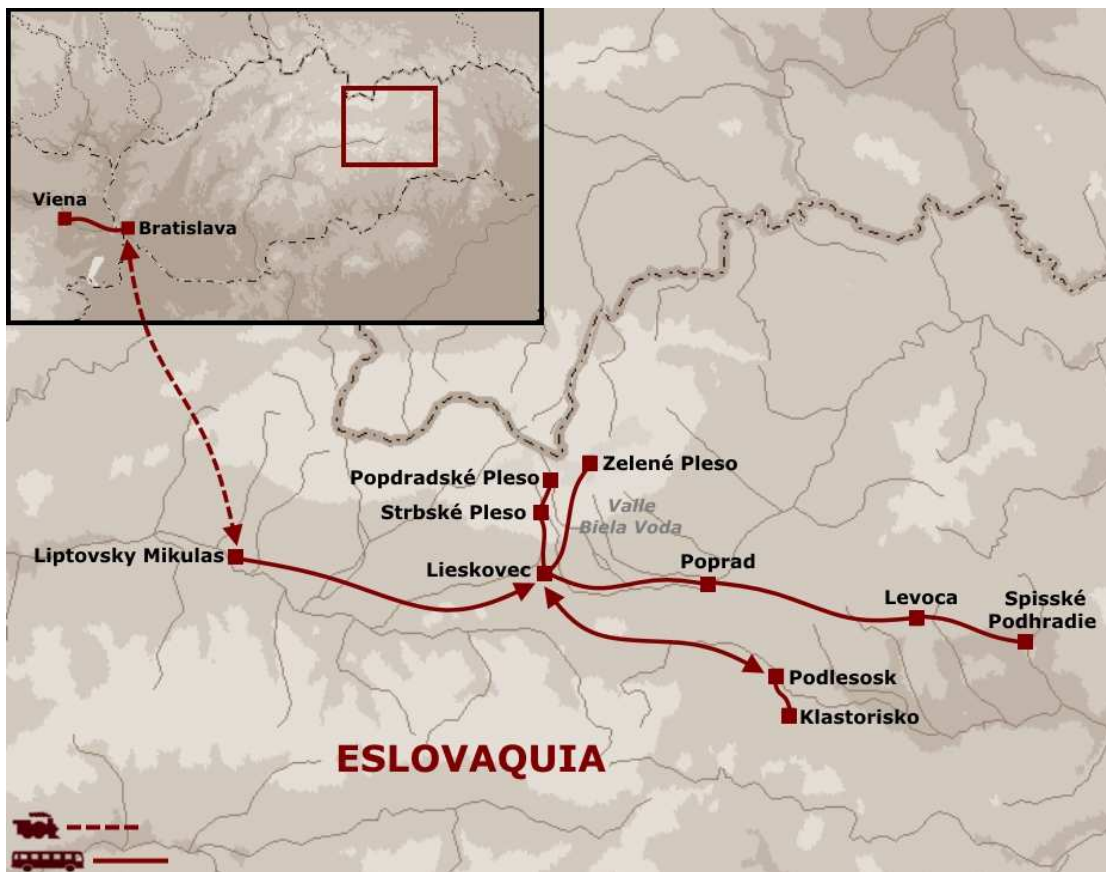 Viena
Bratislava
Popdradské Pleso
Zelené Pleso
Strbské Pleso
Valle
Biela Voda
Liptovsky Mikulas
Lieskovec
Poprad
Levoca
Spisské
Podhradie
Podlesosk
Klastorisko
ESLOVAQUIA